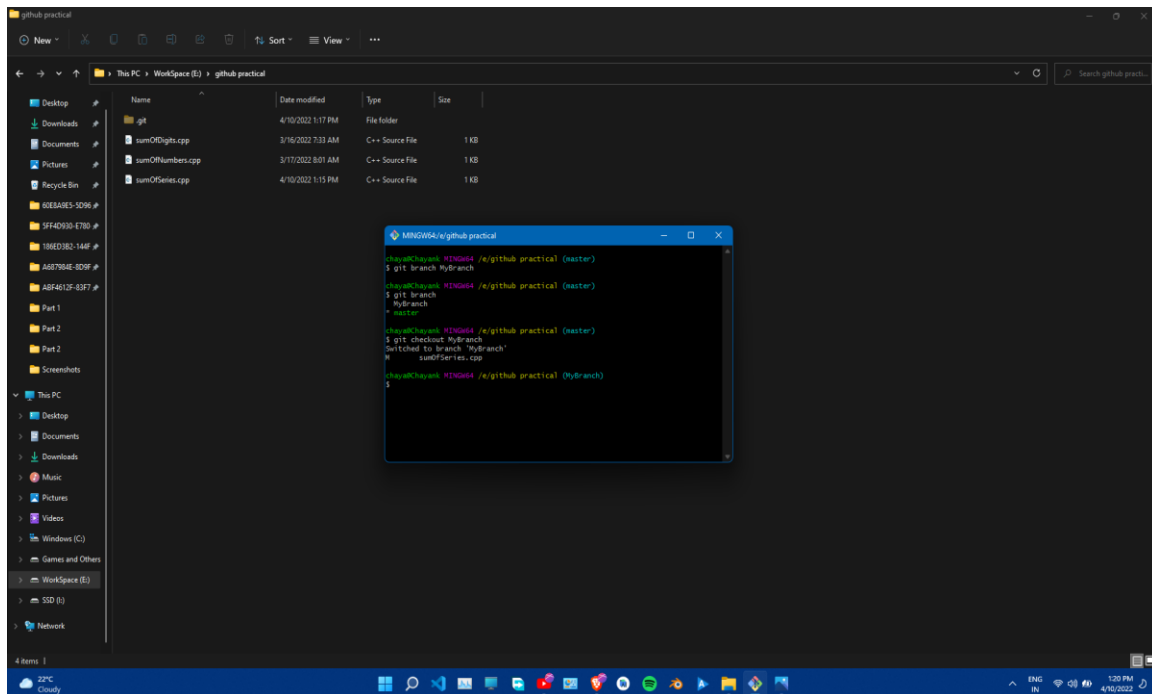 github practical
New Sort View ...
This PC > WorkSpace (E:) > github practical
Search github practi...
Name Date modified Type Size
.git 4/10/2022 1:17 PM File folder
sumOfDigits.cpp 3/16/2022 7:33 AM C++ Source File 1 KB
sumOfNumbers.cpp 3/17/2022 8:01 AM C++ Source File 1 KB
sumOfSeries.cpp 4/10/2022 1:15 PM C++ Source File 1 KB
Desktop
Downloads
Documents
Pictures
Recycle Bin
60E8A9E5-5D96
5FF4D930-E780
186ED3B2-144F
A687984E-8D9F
ABF4612F-83F7
Part 1
Part 2
Part 2
Screenshots
This PC
Desktop
Documents
Downloads
Music
Pictures
Videos
Windows (C:)
Games and Others
WorkSpace (E:)
SSD (I:)
Network
MINGW64:/e/github practical
chaya@Chayank MINGW64 /e/github practical (master)
$ git branch MyBranch
chaya@Chayank MINGW64 /e/github practical (master)
$ git branch
MyBranch
* master
chaya@Chayank MINGW64 /e/github practical (master)
$ git checkout MyBranch
Switched to branch 'MyBranch'
M sumOfSeries.cpp
chaya@Chayank MINGW64 /e/github practical (MyBranch)
$
4 items
22°C
Cloudy
ENG
IN
1:20 PM
4/10/2022